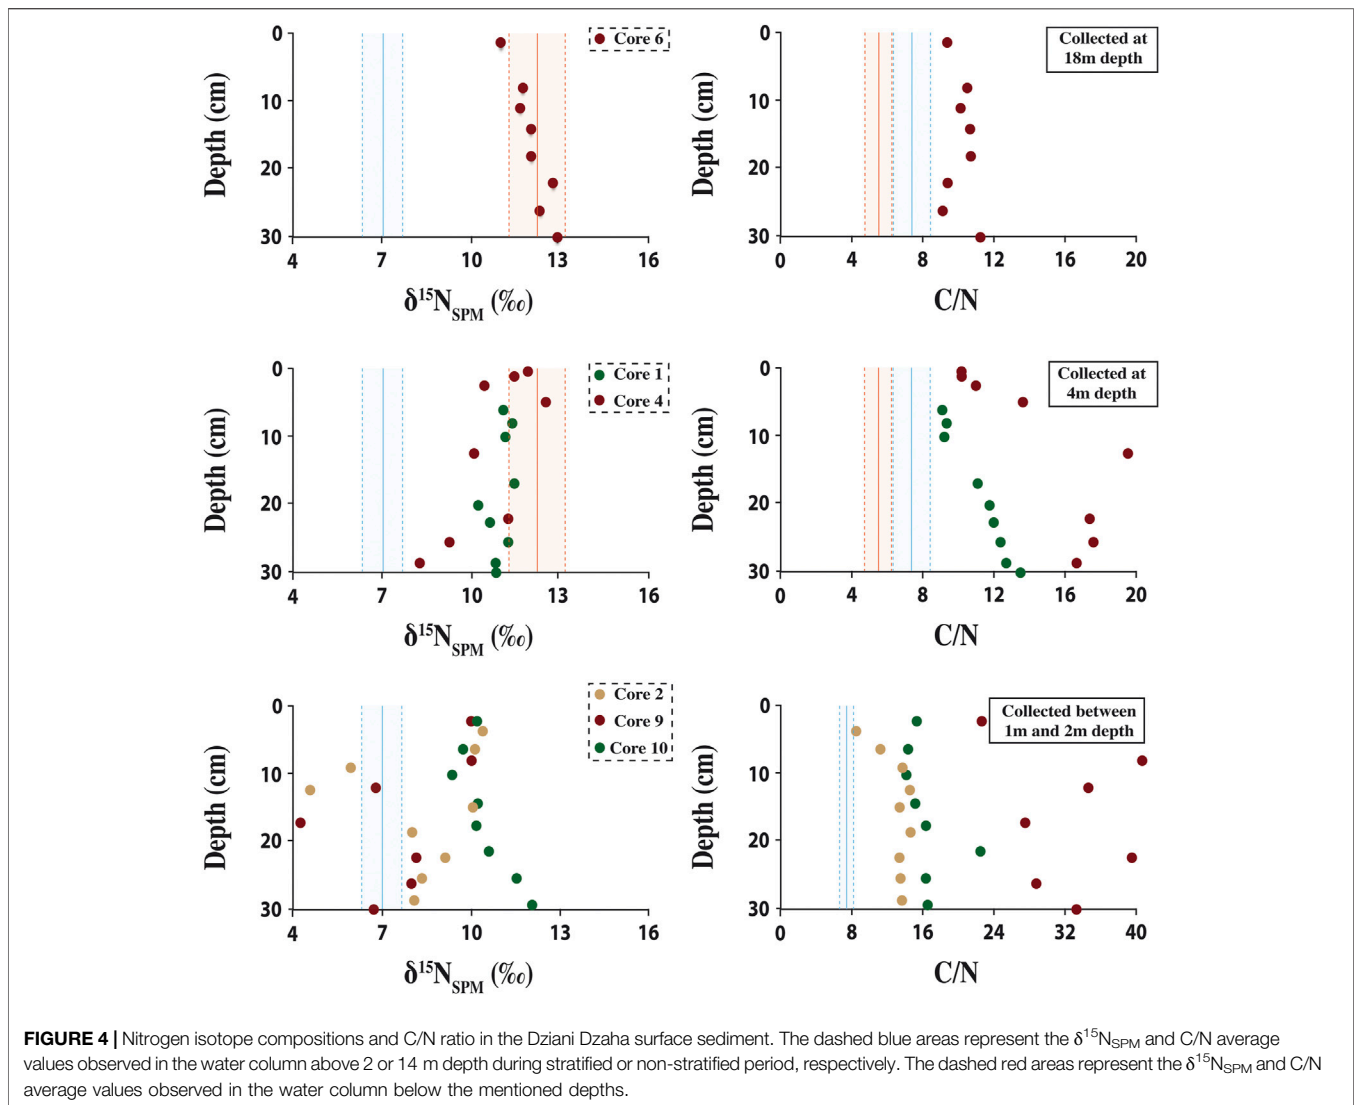 0
10
20
30
Depth (cm)
4
7
10
13
16
δ¹⁵N_SPM (‰)
Core 6
0
10
20
30
Depth (cm)
0
4
8
12
16
20
C/N
Collected at
18m depth
0
10
20
30
Depth (cm)
4
7
10
13
16
δ¹⁵N_SPM (‰)
Core 1
Core 4
0
10
20
30
Depth (cm)
0
4
8
12
16
20
C/N
Collected at
4m depth
0
10
20
30
Depth (cm)
4
7
10
13
16
δ¹⁵N_SPM (‰)
Core 2
Core 9
Core 10
0
10
20
30
Depth (cm)
0
8
16
24
32
40
C/N
Collected between
1m and 2m depth
FIGURE 4 | Nitrogen isotope compositions and C/N ratio in the Dziani Dzaha surface sediment. The dashed blue areas represent the δ¹⁵N_SPM and C/N average
values observed in the water column above 2 or 14 m depth during stratified or non-stratified period, respectively. The dashed red areas represent the δ¹⁵N_SPM and C/N
average values observed in the water column below the mentioned depths.